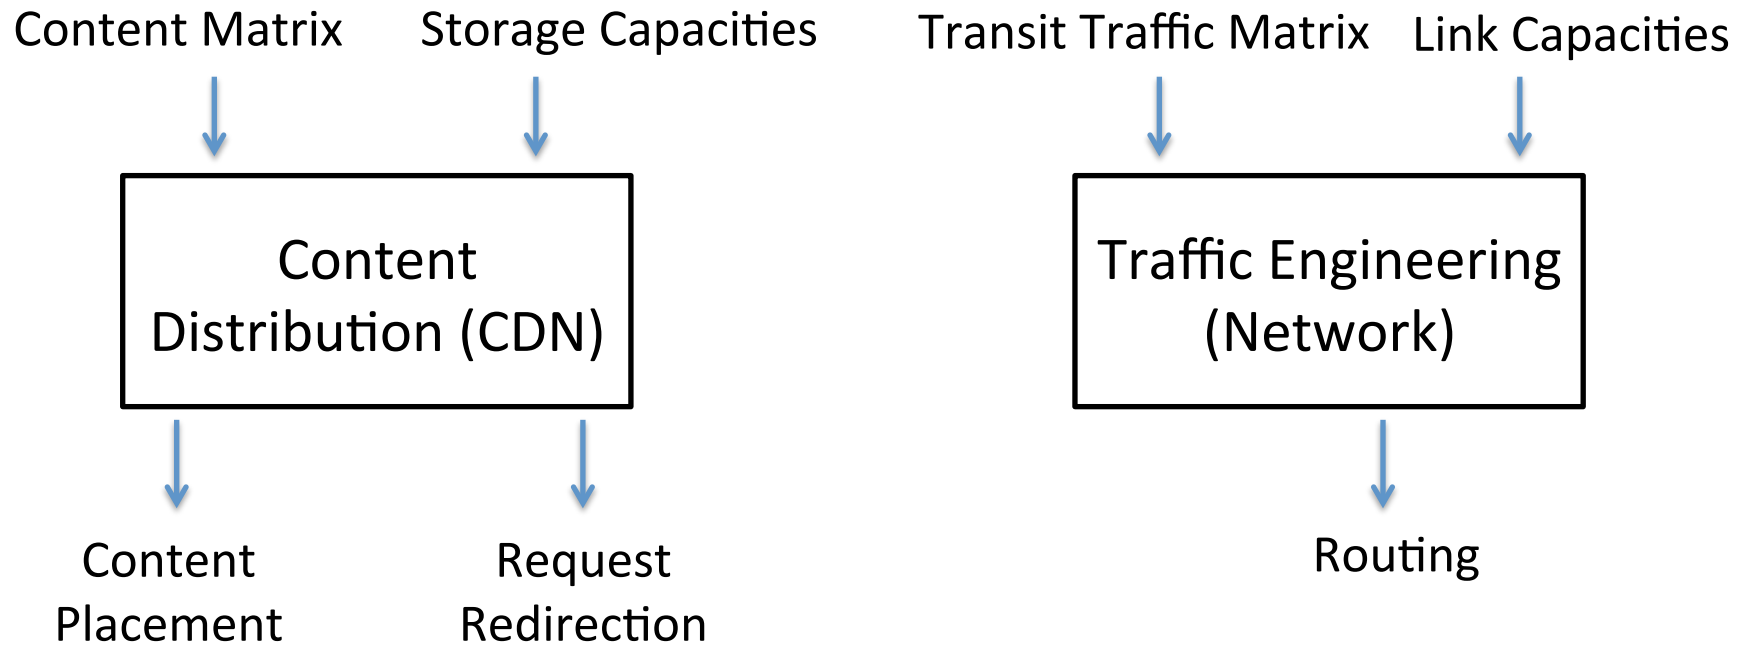 Content Matrix
Storage Capacities
Transit Traffic Matrix
Link Capacities
Content
Distribution (CDN)
Traffic Engineering
(Network)
Content
Placement
Request
Redirection
Routing